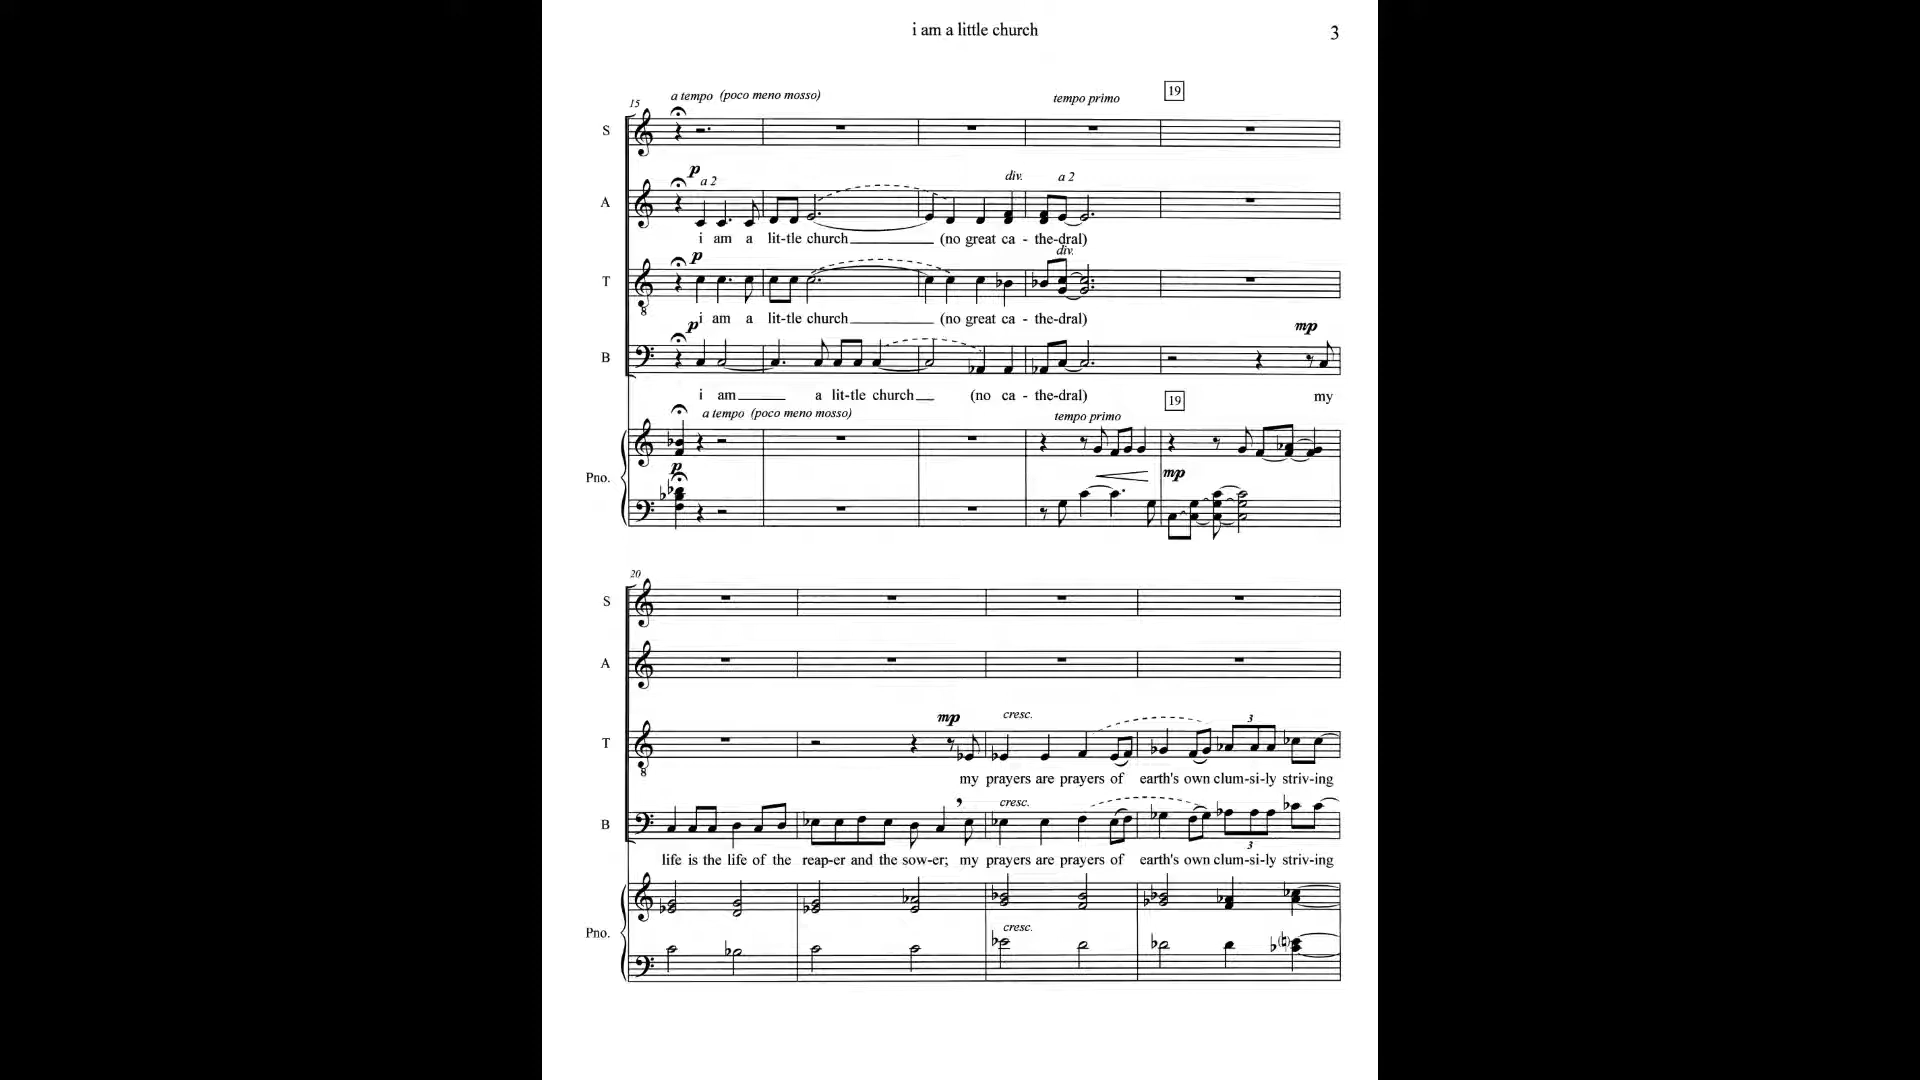 i am a little church
3
15
a tempo (poco meno mosso)
tempo primo
19
S
p
a 2
div.
a 2
A
i am a lit-tle church (no great ca - the-dral)
p
div.
T
8
i am a lit-tle church (no great ca - the-dral)
p
mp
B
i am a lit-tle church (no ca - the-dral) my
a tempo (poco meno mosso)
tempo primo
19
p
mp
Pno.
20
S
A
mp
cresc.
3
T
8
my prayers are prayers of earth's own clum-si-ly striv-ing
cresc.
B
3
life is the life of the reap-er and the sow-er; my prayers are prayers of earth's own clum-si-ly striv-ing
cresc.
Pno.